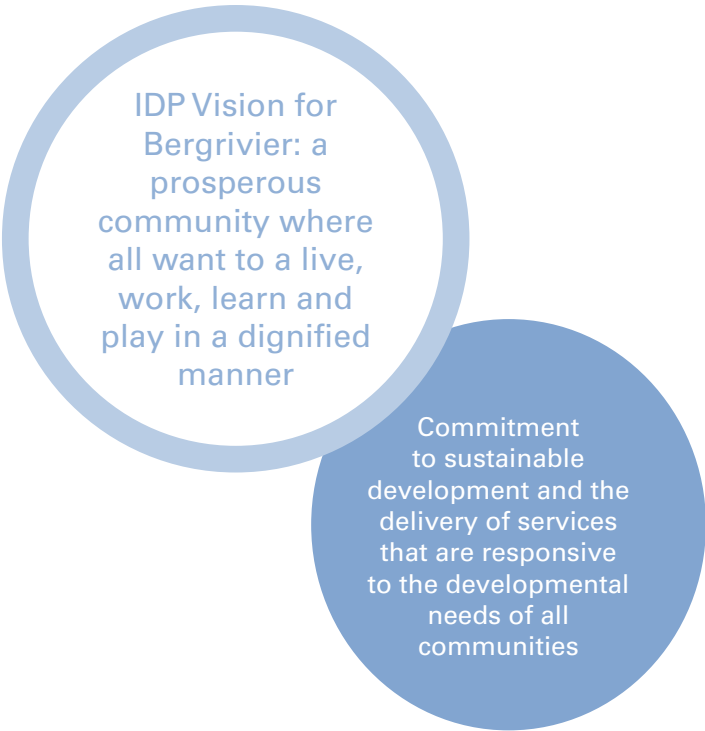 IDP Vision for
Bergrivier: a
prosperous
community where
all want to a live,
work, learn and
play in a dignified
manner
Commitment
to sustainable
development and the
delivery of services
that are responsive
to the developmental
needs of all
communities